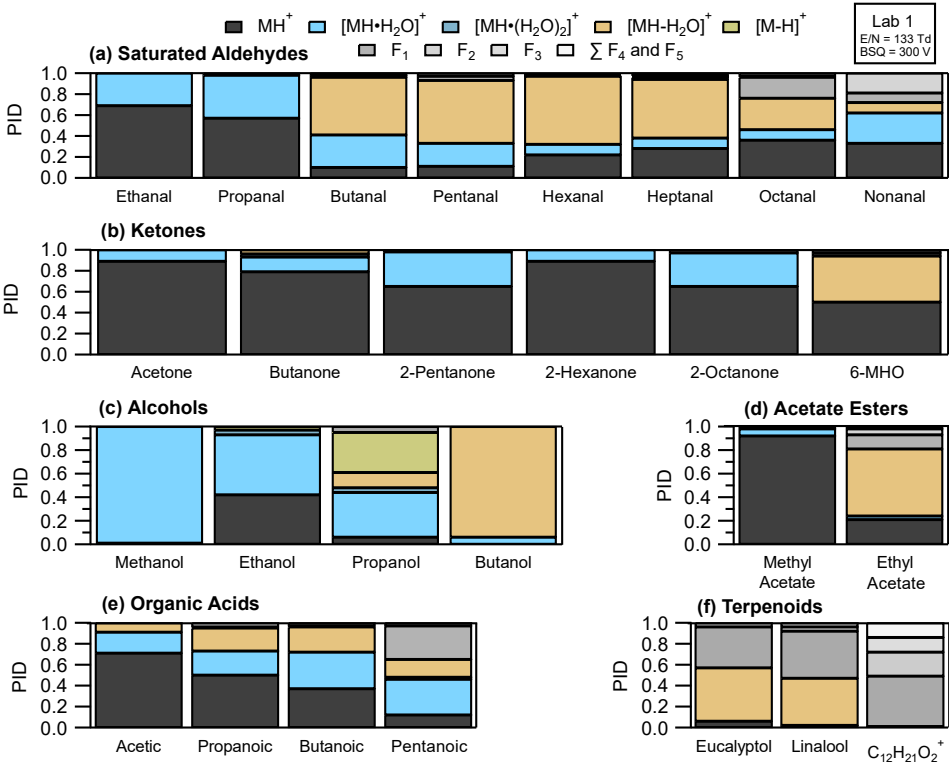 MH+ [MH•H2O]+ [MH•(H2O)2]+ [MH-H2O]+ [M-H]+
F1 F2 F3 ∑ F4 and F5
Lab 1
E/N = 133 Td
BSQ = 300 V
(a) Saturated Aldehydes
PID
1.0
0.8
0.6
0.4
0.2
0.0
Ethanal Propanal Butanal Pentanal Hexanal Heptanal Octanal Nonanal
(b) Ketones
PID
1.0
0.8
0.6
0.4
0.2
0.0
Acetone Butanone 2-Pentanone 2-Hexanone 2-Octanone 6-MHO
(c) Alcohols
PID
1.0
0.8
0.6
0.4
0.2
0.0
Methanol Ethanol Propanol Butanol
(d) Acetate Esters
PID
1.0
0.8
0.6
0.4
0.2
0.0
Methyl Ethyl
Acetate Acetate
(e) Organic Acids
PID
1.0
0.8
0.6
0.4
0.2
0.0
Acetic Propanoic Butanoic Pentanoic
(f) Terpenoids
PID
1.0
0.8
0.6
0.4
0.2
0.0
Eucalyptol Linalool C12H21O2+